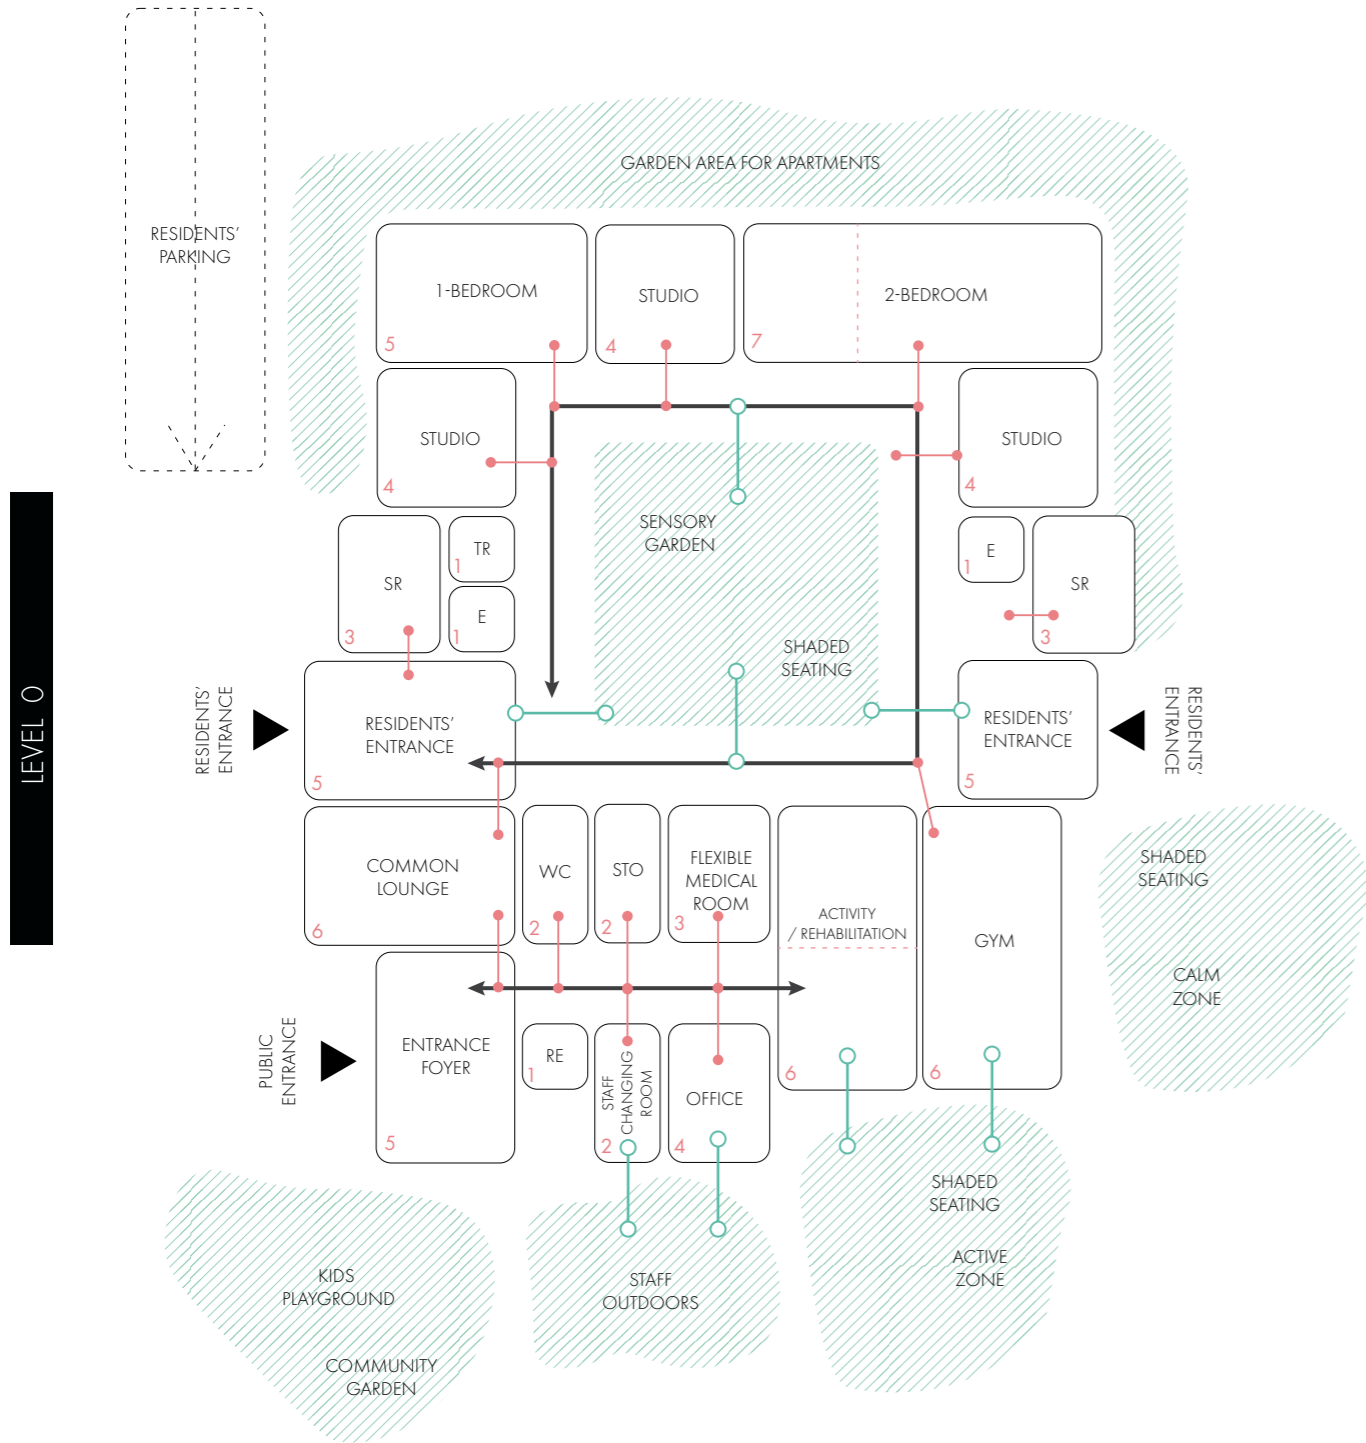 GARDEN AREA FOR APARTMENTS
RESIDENTS'
PARKING
1-BEDROOM
5
STUDIO
4
2-BEDROOM
7
STUDIO
4
STUDIO
4
SENSORY
GARDEN
SR
3
TR
1
E
1
E
1
SR
3
SHADED
SEATING
LEVEL 0
RESIDENTS'
ENTRANCE
RESIDENTS'
ENTRANCE
5
RESIDENTS'
ENTRANCE
5
RESIDENTS'
ENTRANCE
COMMON
LOUNGE
6
WC
2
STO
2
FLEXIBLE
MEDICAL
ROOM
3
ACTIVITY
/ REHABILITATION
6
GYM
6
SHADED
SEATING
CALM
ZONE
PUBLIC
ENTRANCE
ENTRANCE
FOYER
5
RE
1
STAFF
CHANGING
ROOM
2
OFFICE
4
SHADED
SEATING
ACTIVE
ZONE
KIDS
PLAYGROUND
COMMUNITY
GARDEN
STAFF
OUTDOORS